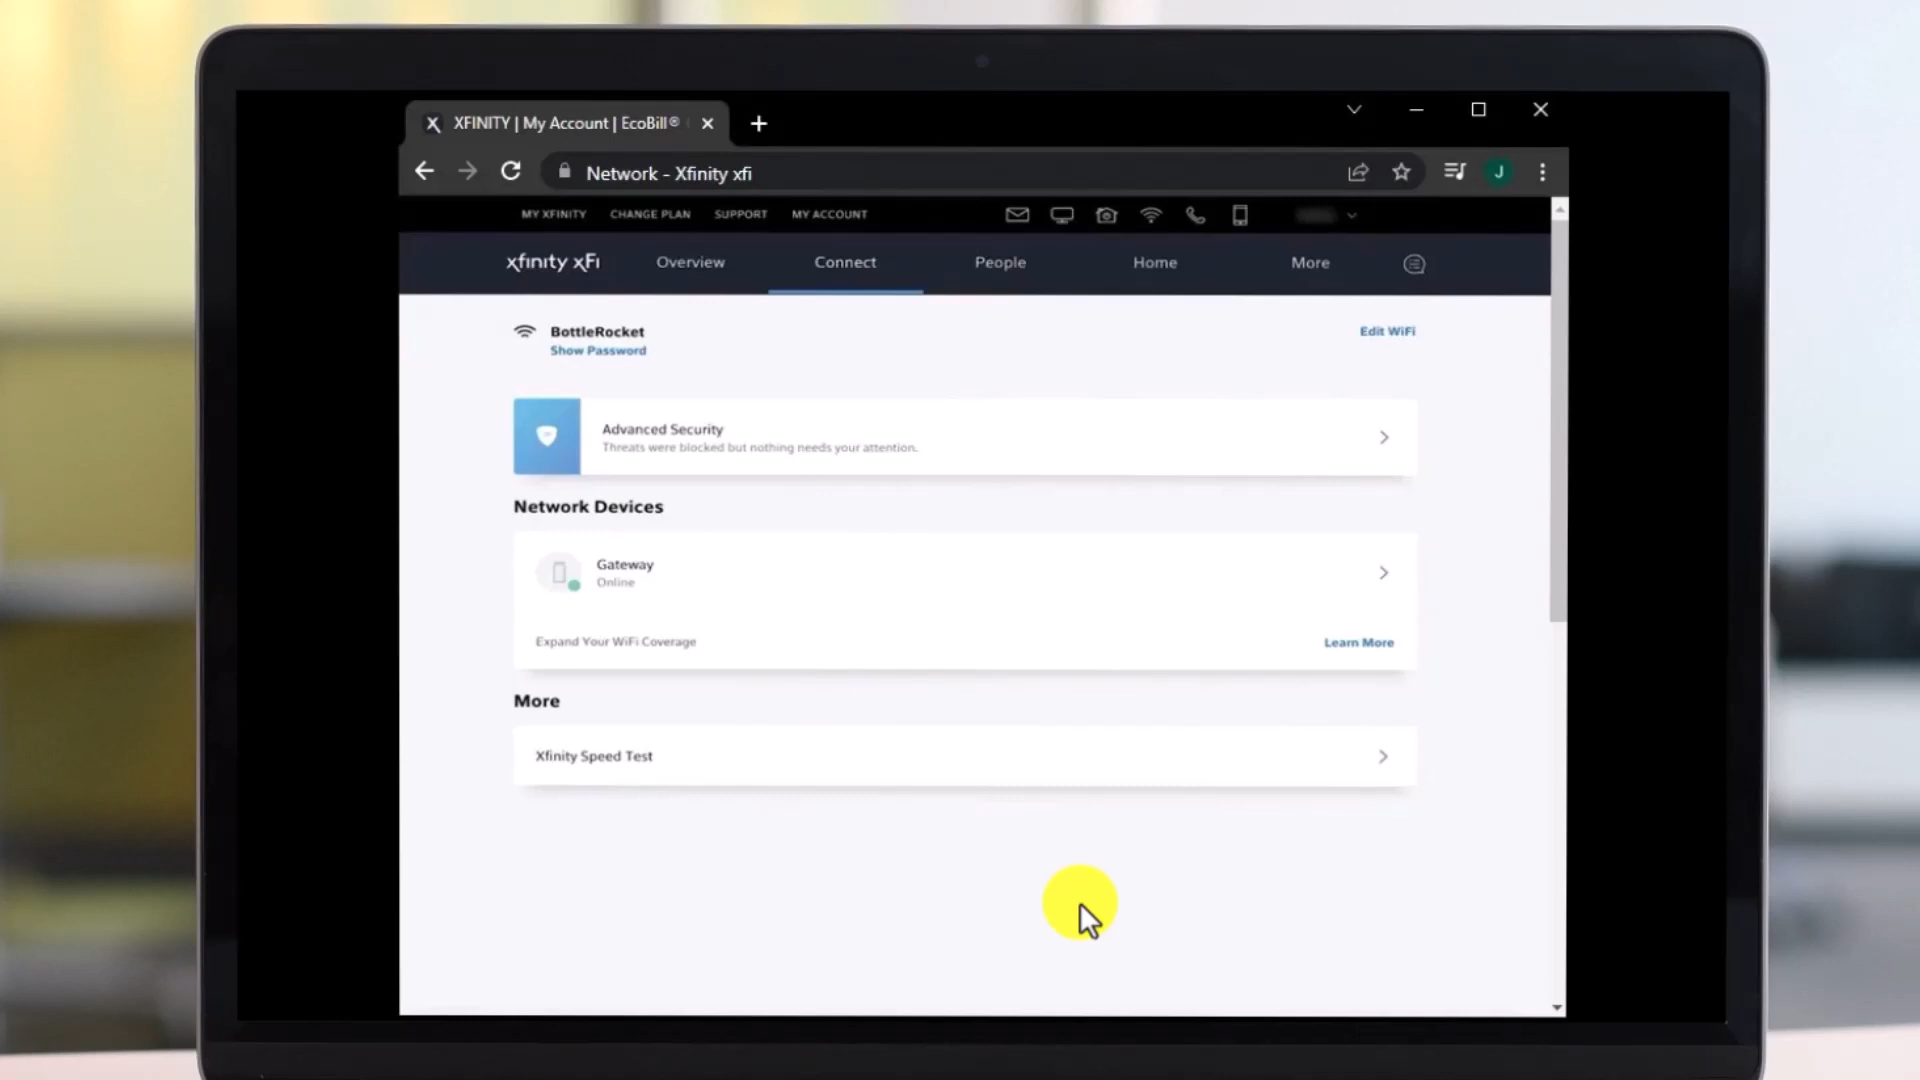 XFINITY | My Account | EcoBill®
Network - Xfinity xfi
J
MY XFINITY CHANGE PLAN SUPPORT MY ACCOUNT
xfinity xFi Overview Connect People Home More
BottleRocket Edit WiFi
Show Password
Advanced Security
Threats were blocked but nothing needs your attention.
Network Devices
Gateway
Online
Expand Your WiFi Coverage Learn More
More
Xfinity Speed Test